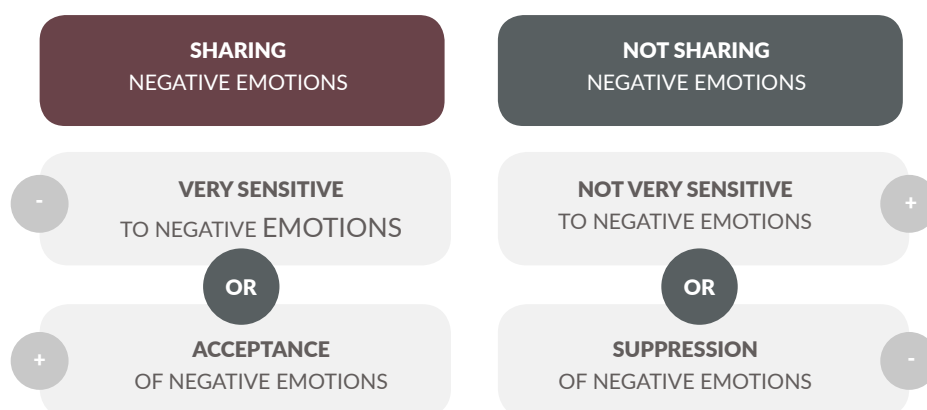 SHARING
NEGATIVE EMOTIONS
NOT SHARING
NEGATIVE EMOTIONS
-
VERY SENSITIVE
TO NEGATIVE EMOTIONS
NOT VERY SENSITIVE
TO NEGATIVE EMOTIONS
+
OR
OR
+
ACCEPTANCE
OF NEGATIVE EMOTIONS
SUPPRESSION
OF NEGATIVE EMOTIONS
-